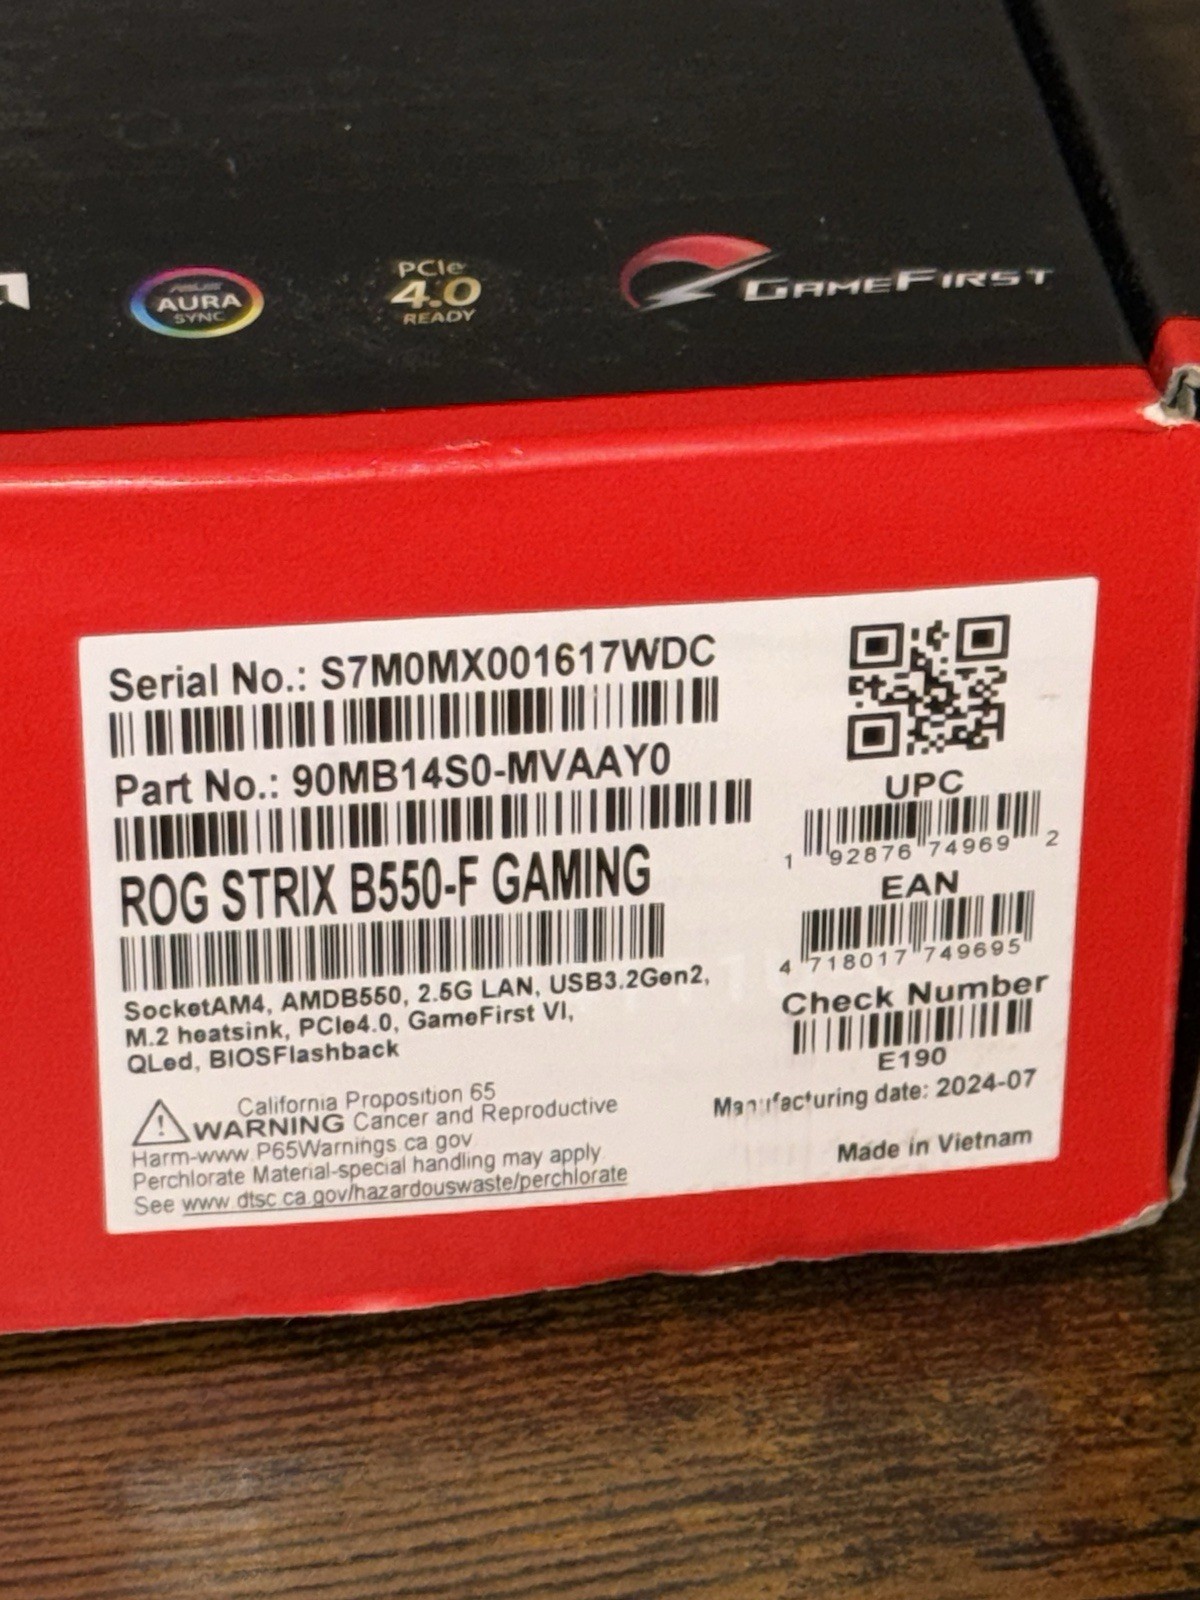 ASUS
AURA
SYNC
PCIe
4.0
READY
GAMEFIRST
Serial No.: S7M0MX001617WDC
Part No.: 90MB14S0-MVAAY0
ROG STRIX B550-F GAMING
SocketAM4, AMDB550, 2.5G LAN, USB3.2Gen2,
M.2 heatsink, PCIe4.0, GameFirst VI,
QLed, BIOSFlashback
California Proposition 65
WARNING Cancer and Reproductive
Harm-www.P65Warnings.ca.gov
Perchlorate Material-special handling may apply.
See www.dtsc.ca.gov/hazardouswaste/perchlorate
UPC
1 92876 74969 2
EAN
4 718017 749695
Check Number
E190
Manufacturing date: 2024-07
Made in Vietnam